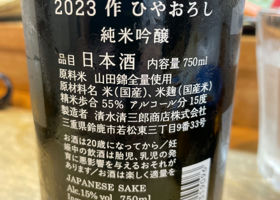 2023 作 ひやおろし
純米吟醸
品目 日本酒 内容量 750ml
原料米 山田錦全量使用
原材料名 米(国産)、米麹(国産米)
精米歩合 55% アルコール分 15度
製造者 清水清三郎商店株式会社
三重県鈴鹿市若松東三丁目9番33号
お酒は20歳になってから/妊
娠中の飲酒は胎児、乳児の発
育に悪影響を与えるおそれが
あります/お酒は楽しく適量を
JAPANESE SAKE
Alc.15% vol 750ml